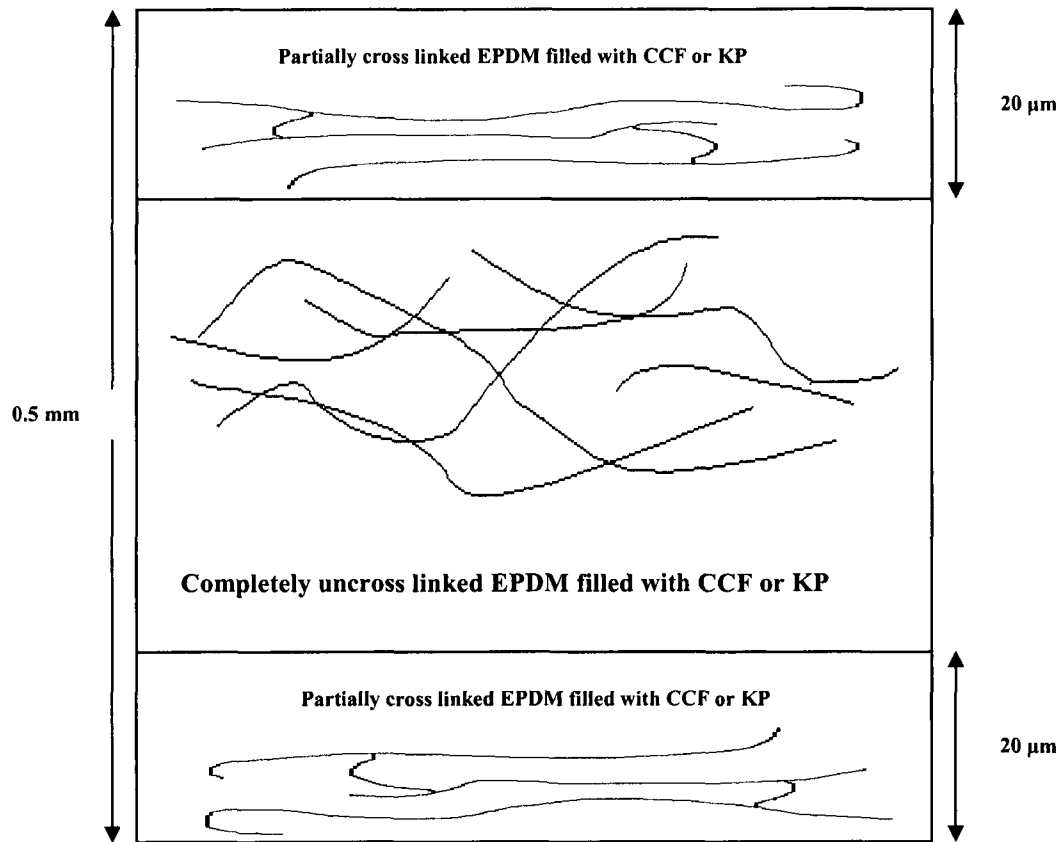 Partially cross linked EPDM filled with CCF or KP
20 µm
0.5 mm
Completely uncross linked EPDM filled with CCF or KP
Partially cross linked EPDM filled with CCF or KP
20 µm